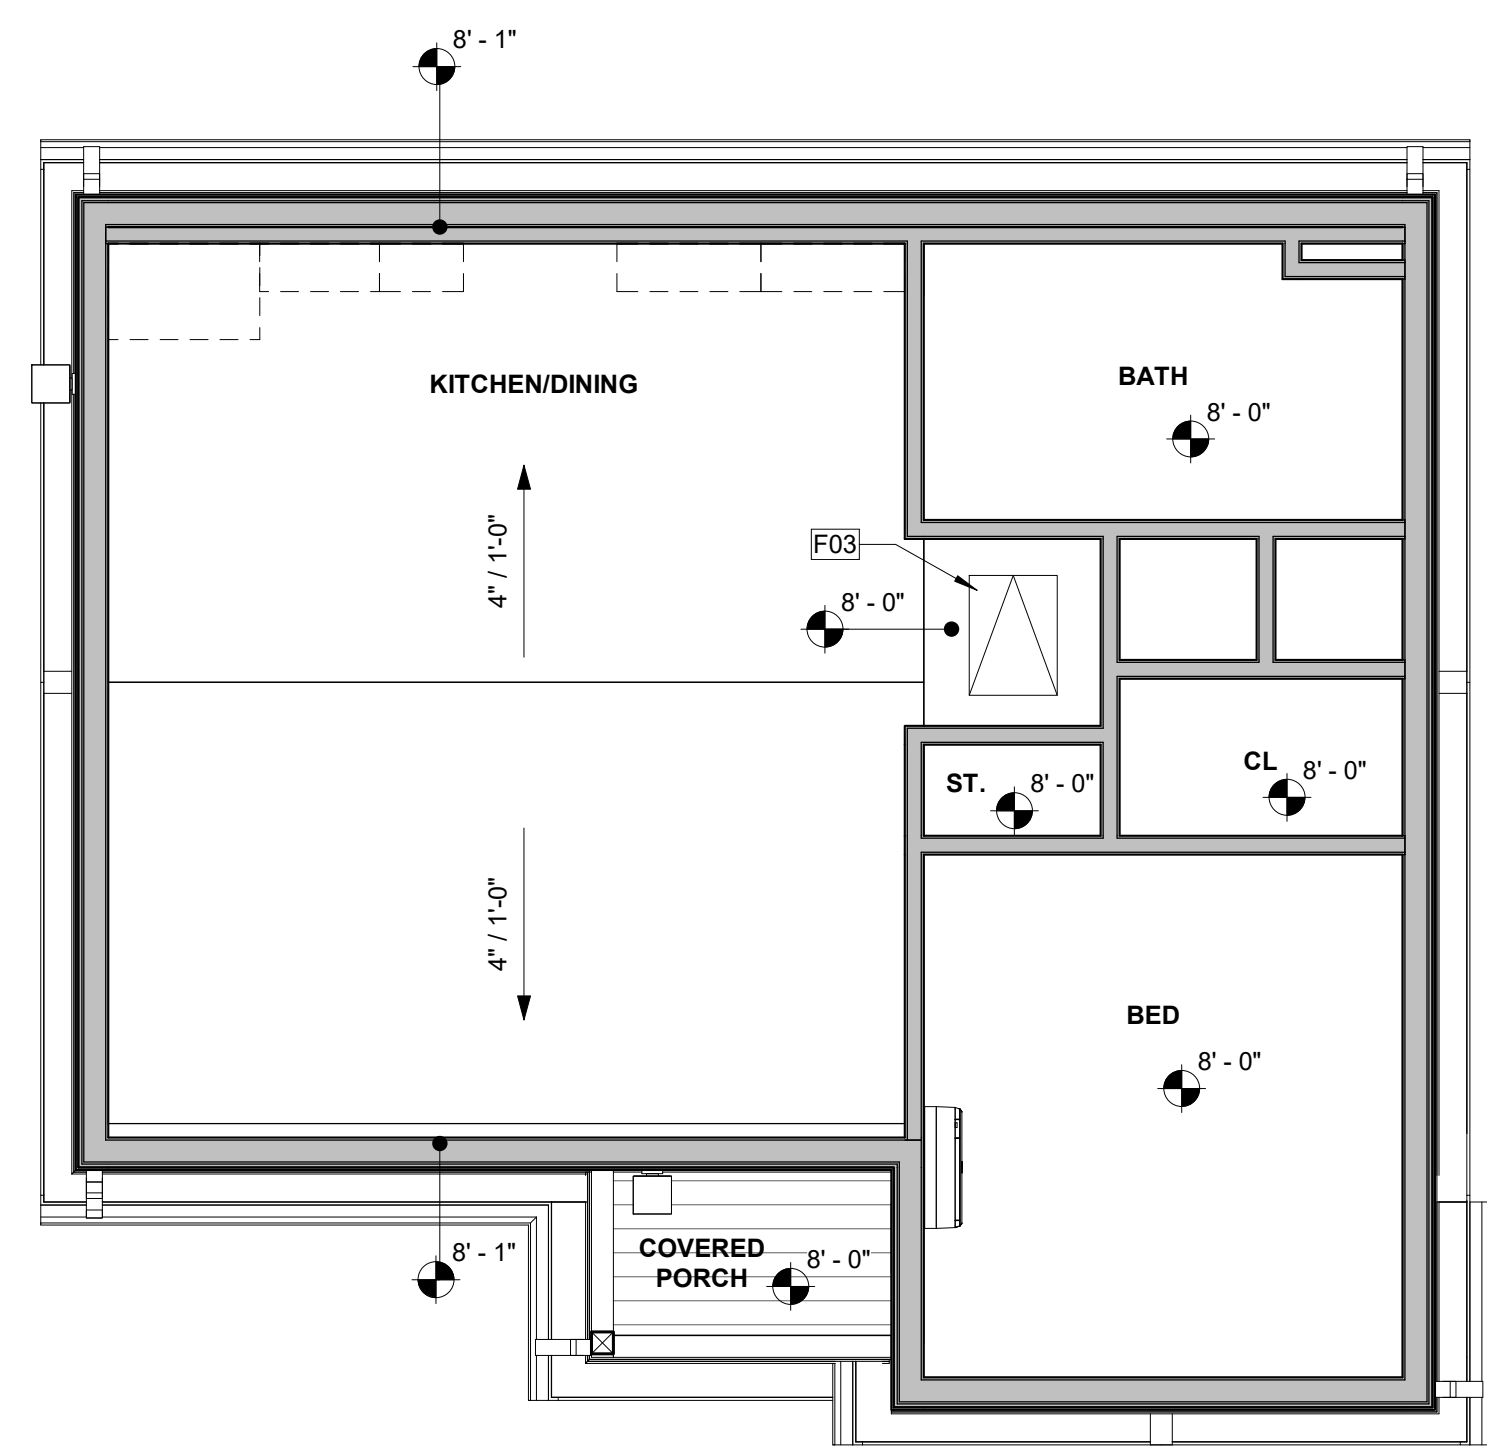 8' - 1"
KITCHEN/DINING
BATH
8' - 0"
4" / 1'-0"
F03
8' - 0"
CL
8' - 0"
ST.
8' - 0"
4" / 1'-0"
BED
8' - 0"
8' - 1"
COVERED
PORCH
8' - 0"